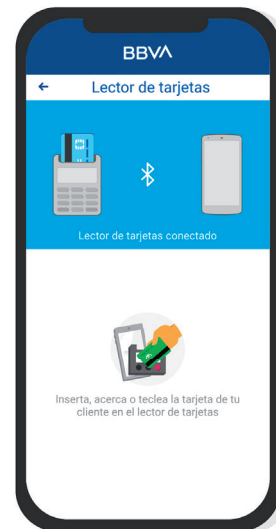 BBVA
Lector de tarjetas
Lector de tarjetas conectado
Inserta, acerca o teclea la tarjeta de tu
cliente en el lector de tarjetas